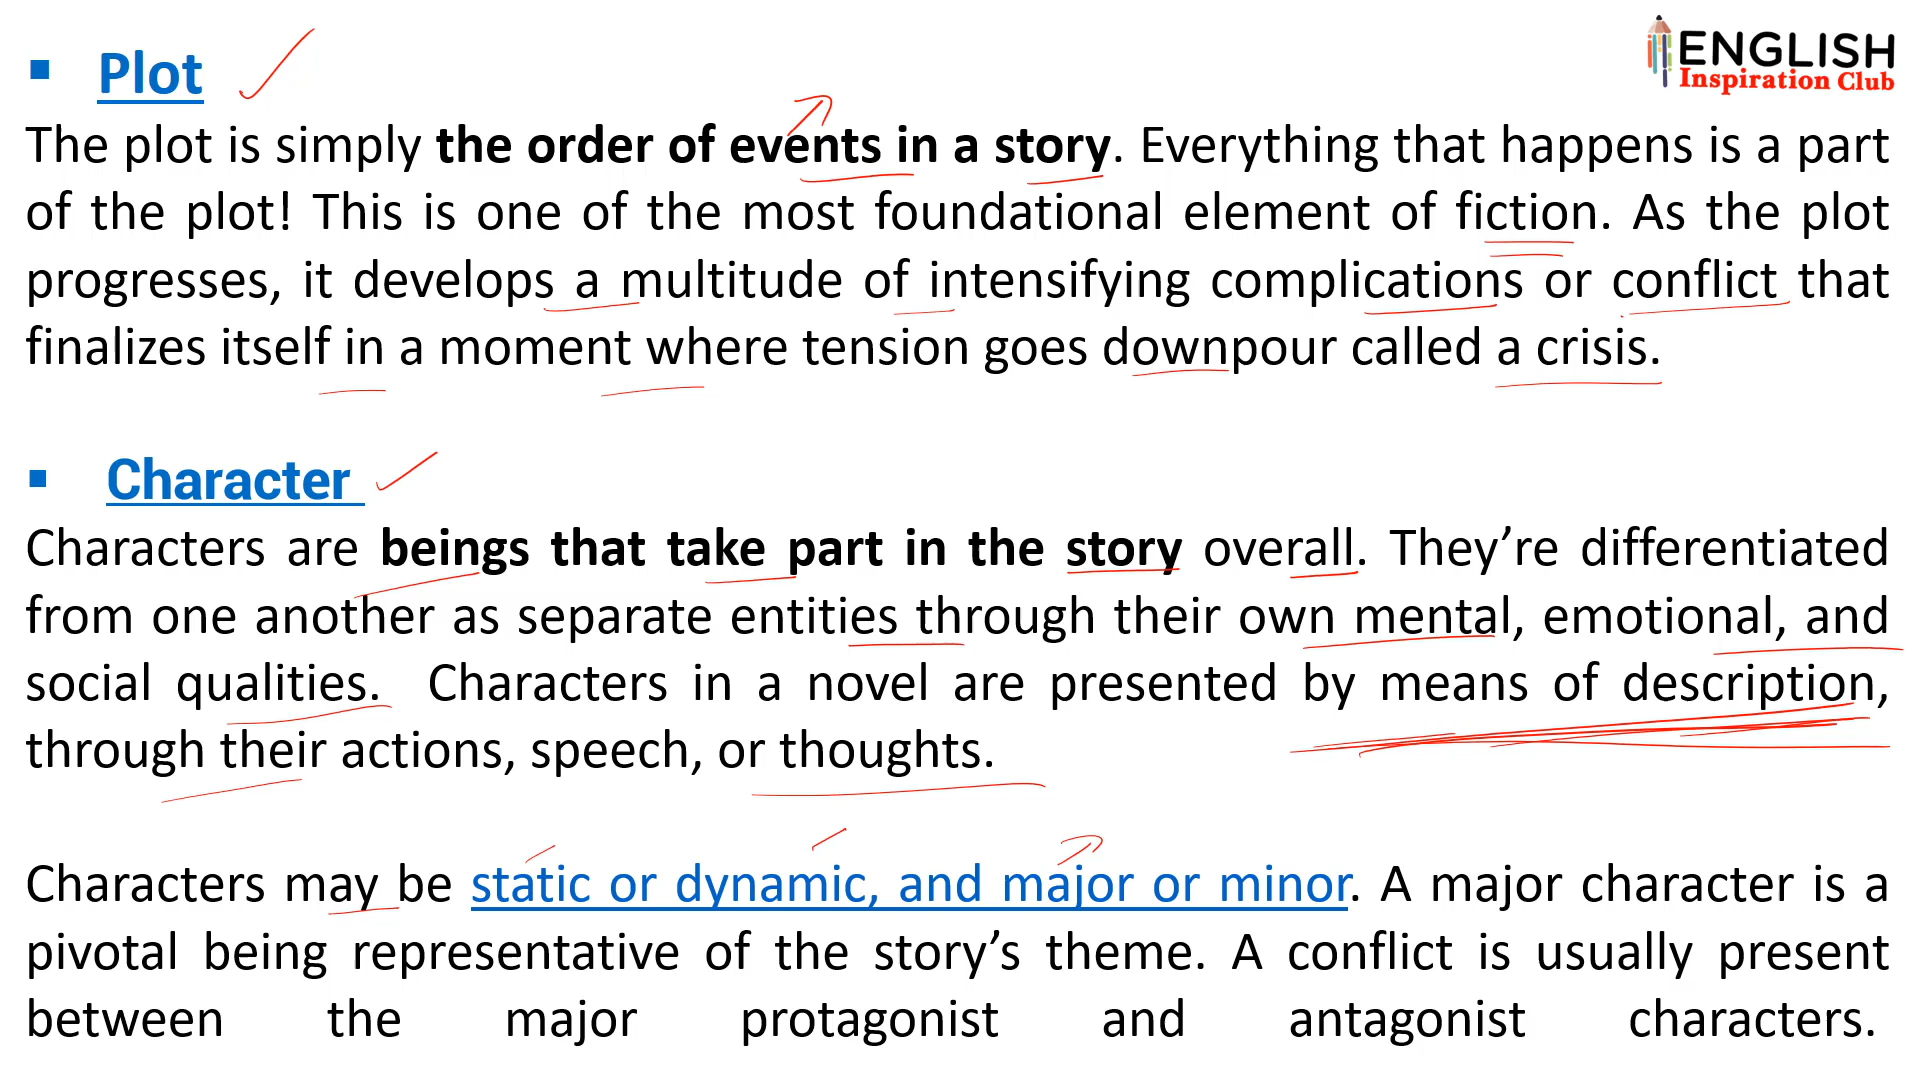 ENGLISH
Inspiration Club
▪ Plot
The plot is simply the order of events in a story. Everything that happens is a part
of the plot! This is one of the most foundational element of fiction. As the plot
progresses, it develops a multitude of intensifying complications or conflict that
finalizes itself in a moment where tension goes downpour called a crisis.
▪ Character
Characters are beings that take part in the story overall. They’re differentiated
from one another as separate entities through their own mental, emotional, and
social qualities. Characters in a novel are presented by means of description,
through their actions, speech, or thoughts.
Characters may be static or dynamic, and major or minor. A major character is a
pivotal being representative of the story’s theme. A conflict is usually present
between the major protagonist and antagonist characters.